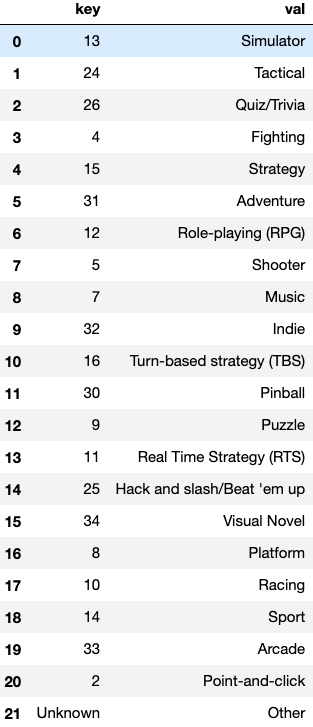 key val
0 13 Simulator
1 24 Tactical
2 26 Quiz/Trivia
3 4 Fighting
4 15 Strategy
5 31 Adventure
6 12 Role-playing (RPG)
7 5 Shooter
8 7 Music
9 32 Indie
10 16 Turn-based strategy (TBS)
11 30 Pinball
12 9 Puzzle
13 11 Real Time Strategy (RTS)
14 25 Hack and slash/Beat 'em up
15 34 Visual Novel
16 8 Platform
17 10 Racing
18 14 Sport
19 33 Arcade
20 2 Point-and-click
21 Unknown Other